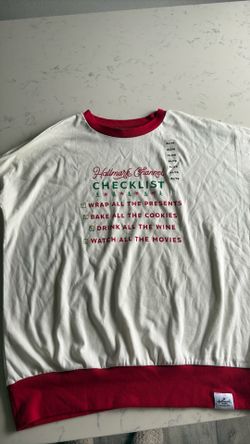 Hallmark Channel
CHECKLIST
WRAP ALL THE PRESENTS
BAKE ALL THE COOKIES
DRINK ALL THE WINE
WATCH ALL THE MOVIES
Hallmark